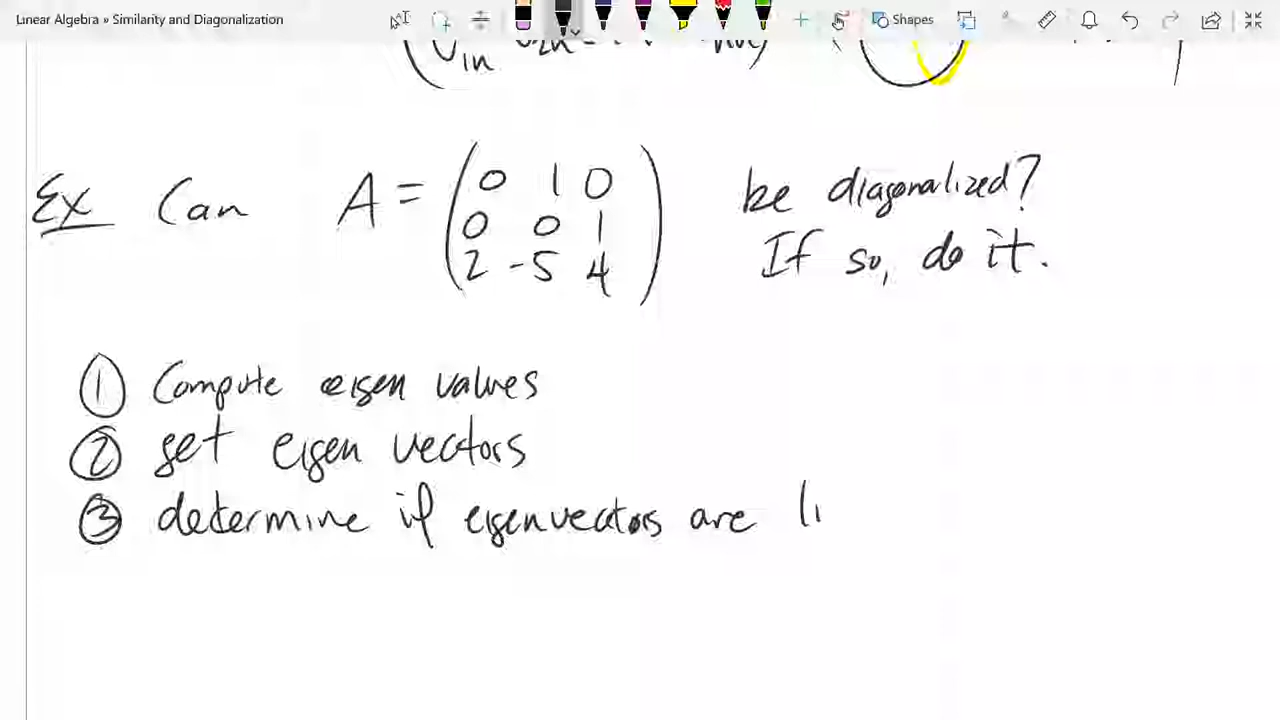 Linear Algebra » Similarity and Diagonalization
Shapes
Ex Can A = ( 0 1 0 be diagonalized?
0 0 1
2 -5 4 ) If so, do it.
① Compute eigen values
② get eigen vectors
③ determine if eigenvectors are li